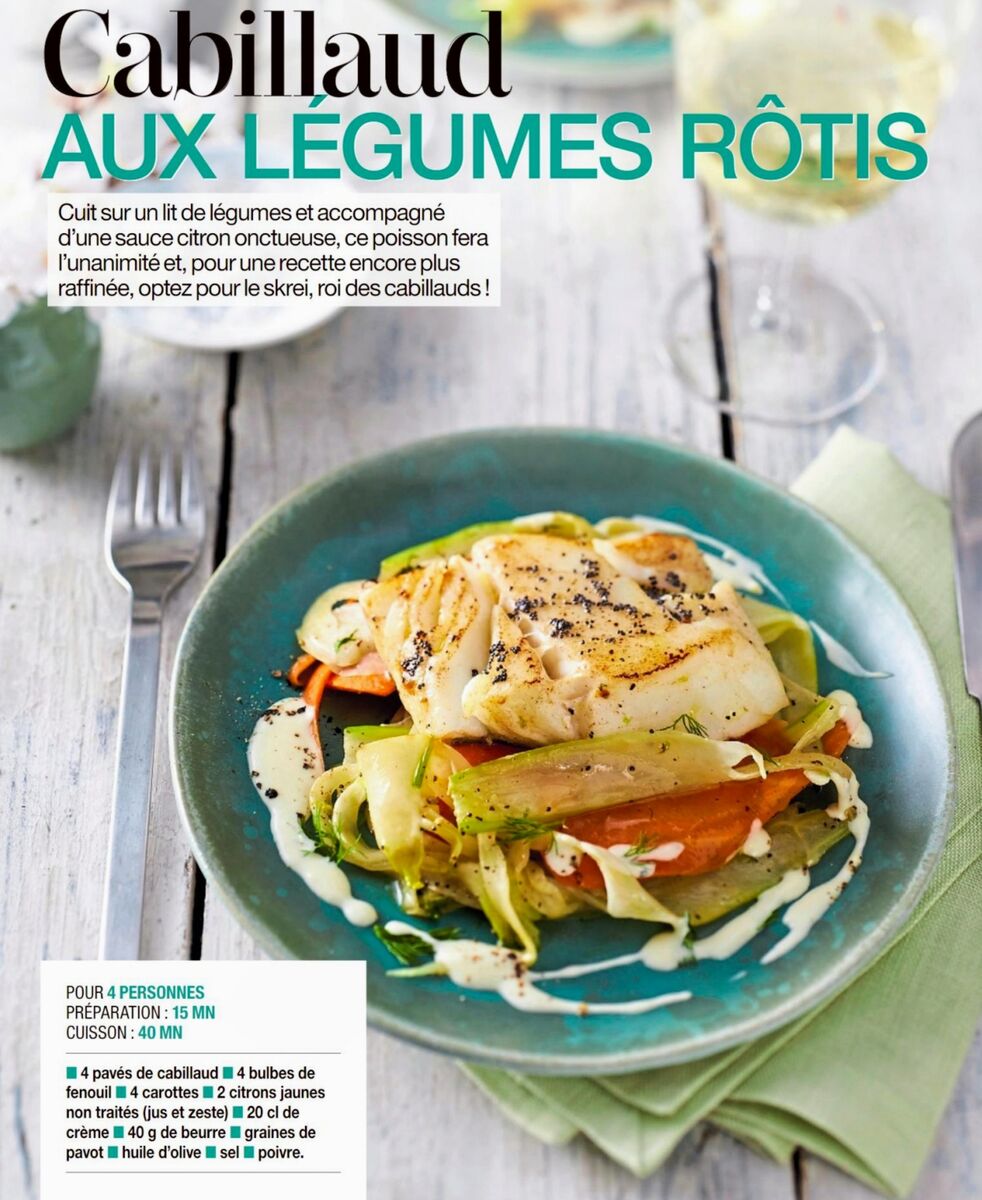 Cabillaud
AUX LÉGUMES RÔTIS
Cuit sur un lit de légumes et accompagné
d'une sauce citron onctueuse, ce poisson fera
l'unanimité et, pour une recette encore plus
raffinée, optez pour le skrei, roi des cabillauds !
POUR 4 PERSONNES
PRÉPARATION : 15 MN
CUISSON : 40 MN
■ 4 pavés de cabillaud ■ 4 bulbes de
fenouil ■ 4 carottes ■ 2 citrons jaunes
non traités (jus et zeste) ■ 20 cl de
crème ■ 40 g de beurre ■ graines de
pavot ■ huile d'olive ■ sel ■ poivre.